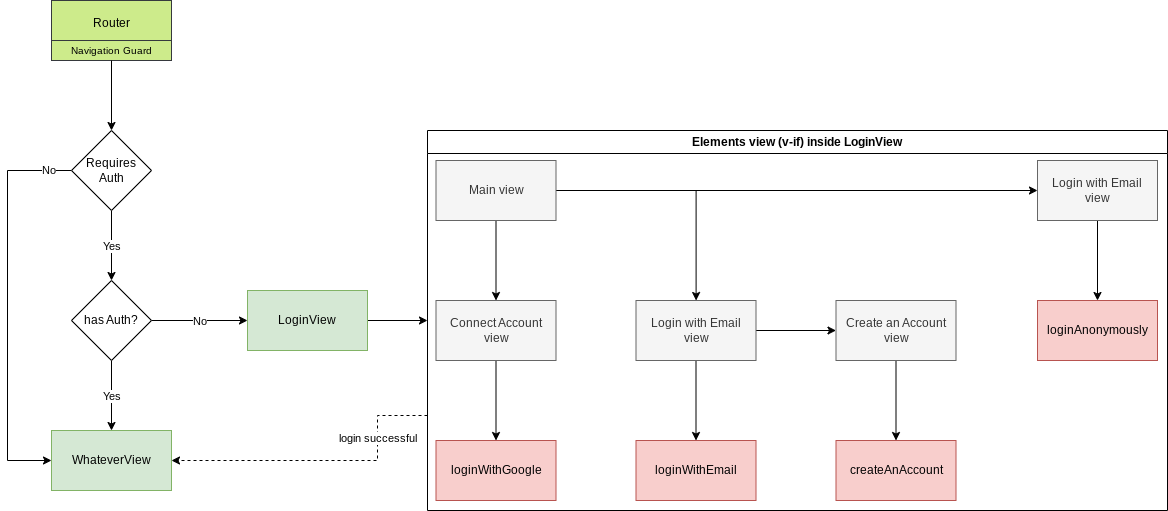 Router
Navigation Guard
Elements view (v-if) inside LoginView
Requires
Auth
No
Main view
Login with Email
view
Yes
has Auth?
No
LoginView
Connect Account
view
Login with Email
view
Create an Account
view
loginAnonymously
Yes
login successful
WhateverView
loginWithGoogle
loginWithEmail
createAnAccount